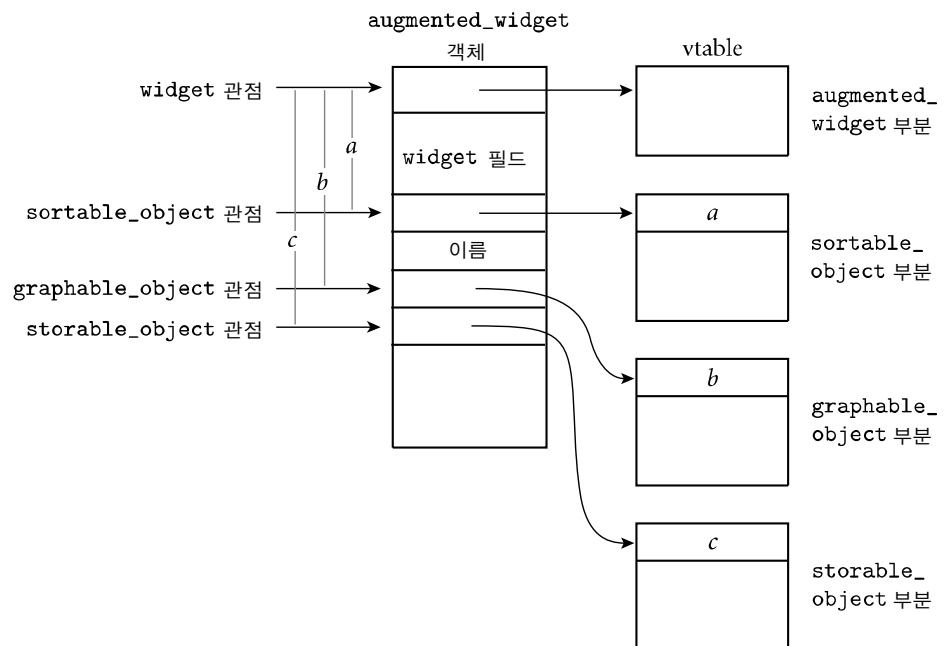 augmented_widget
객체
vtable
widget 관점
augmented_
widget 부분
a
widget 필드
b
sortable_object 관점
a
c
이름
sortable_
object 부분
graphable_object 관점
storable_object 관점
b
graphable_
object 부분
c
storable_
object 부분